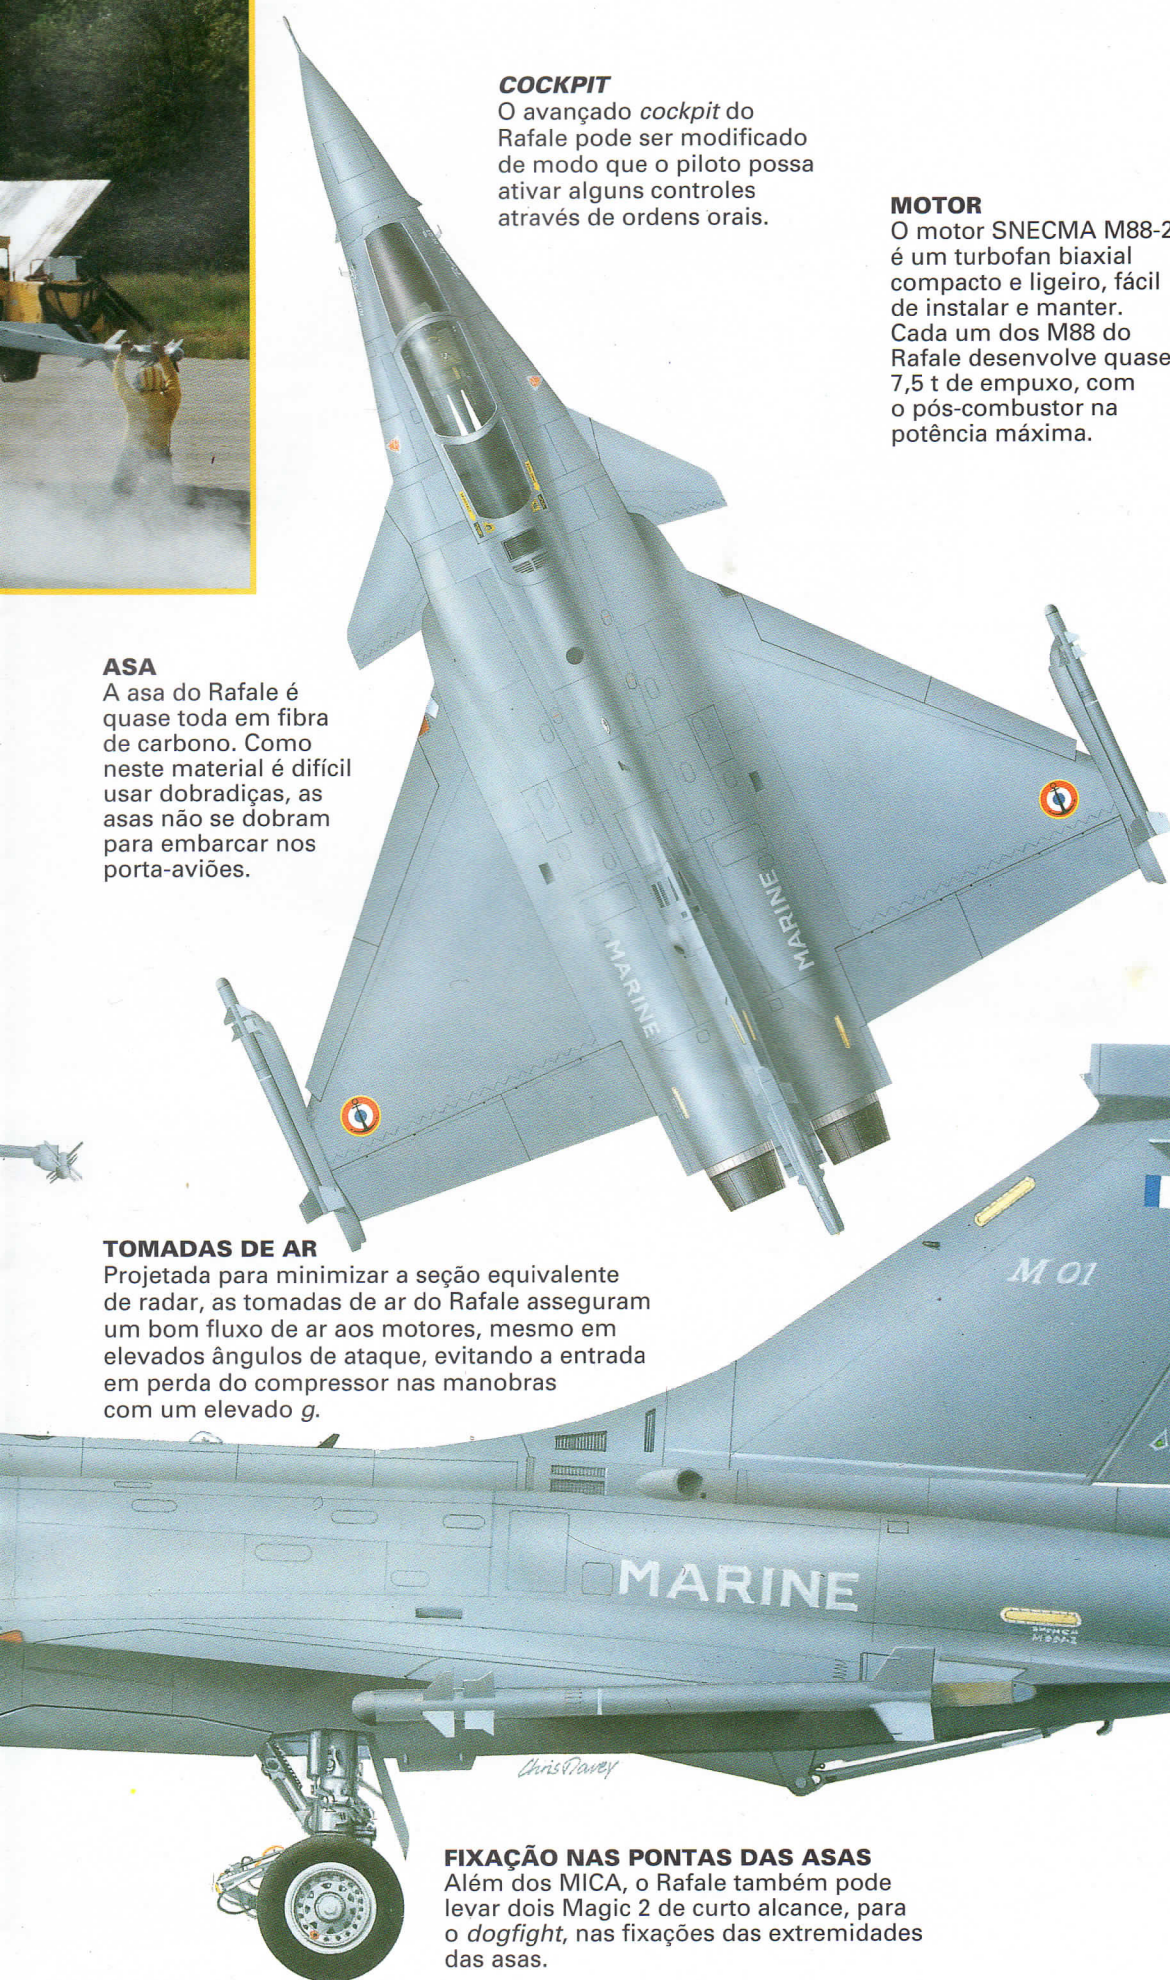 COCKPIT
O avançado cockpit do
Rafale pode ser modificado
de modo que o piloto possa
ativar alguns controles
através de ordens orais.
MOTOR
O motor SNECMA M88-2
é um turbofan biaxial
compacto e ligeiro, fácil
de instalar e manter.
Cada um dos M88 do
Rafale desenvolve quase
7,5 t de empuxo, com
o pós-combustor na
potência máxima.
ASA
A asa do Rafale é
quase toda em fibra
de carbono. Como
neste material é difícil
usar dobradiças, as
asas não se dobram
para embarcar nos
porta-aviões.
MARINE
MARINE
TOMADAS DE AR
Projetada para minimizar a seção equivalente
de radar, as tomadas de ar do Rafale asseguram
um bom fluxo de ar aos motores, mesmo em
elevados ângulos de ataque, evitando a entrada
em perda do compressor nas manobras
com um elevado g.
M 01
MARINE
Chris Davey
FIXAÇÃO NAS PONTAS DAS ASAS
Além dos MICA, o Rafale também pode
levar dois Magic 2 de curto alcance, para
o dogfight, nas fixações das extremidades
das asas.